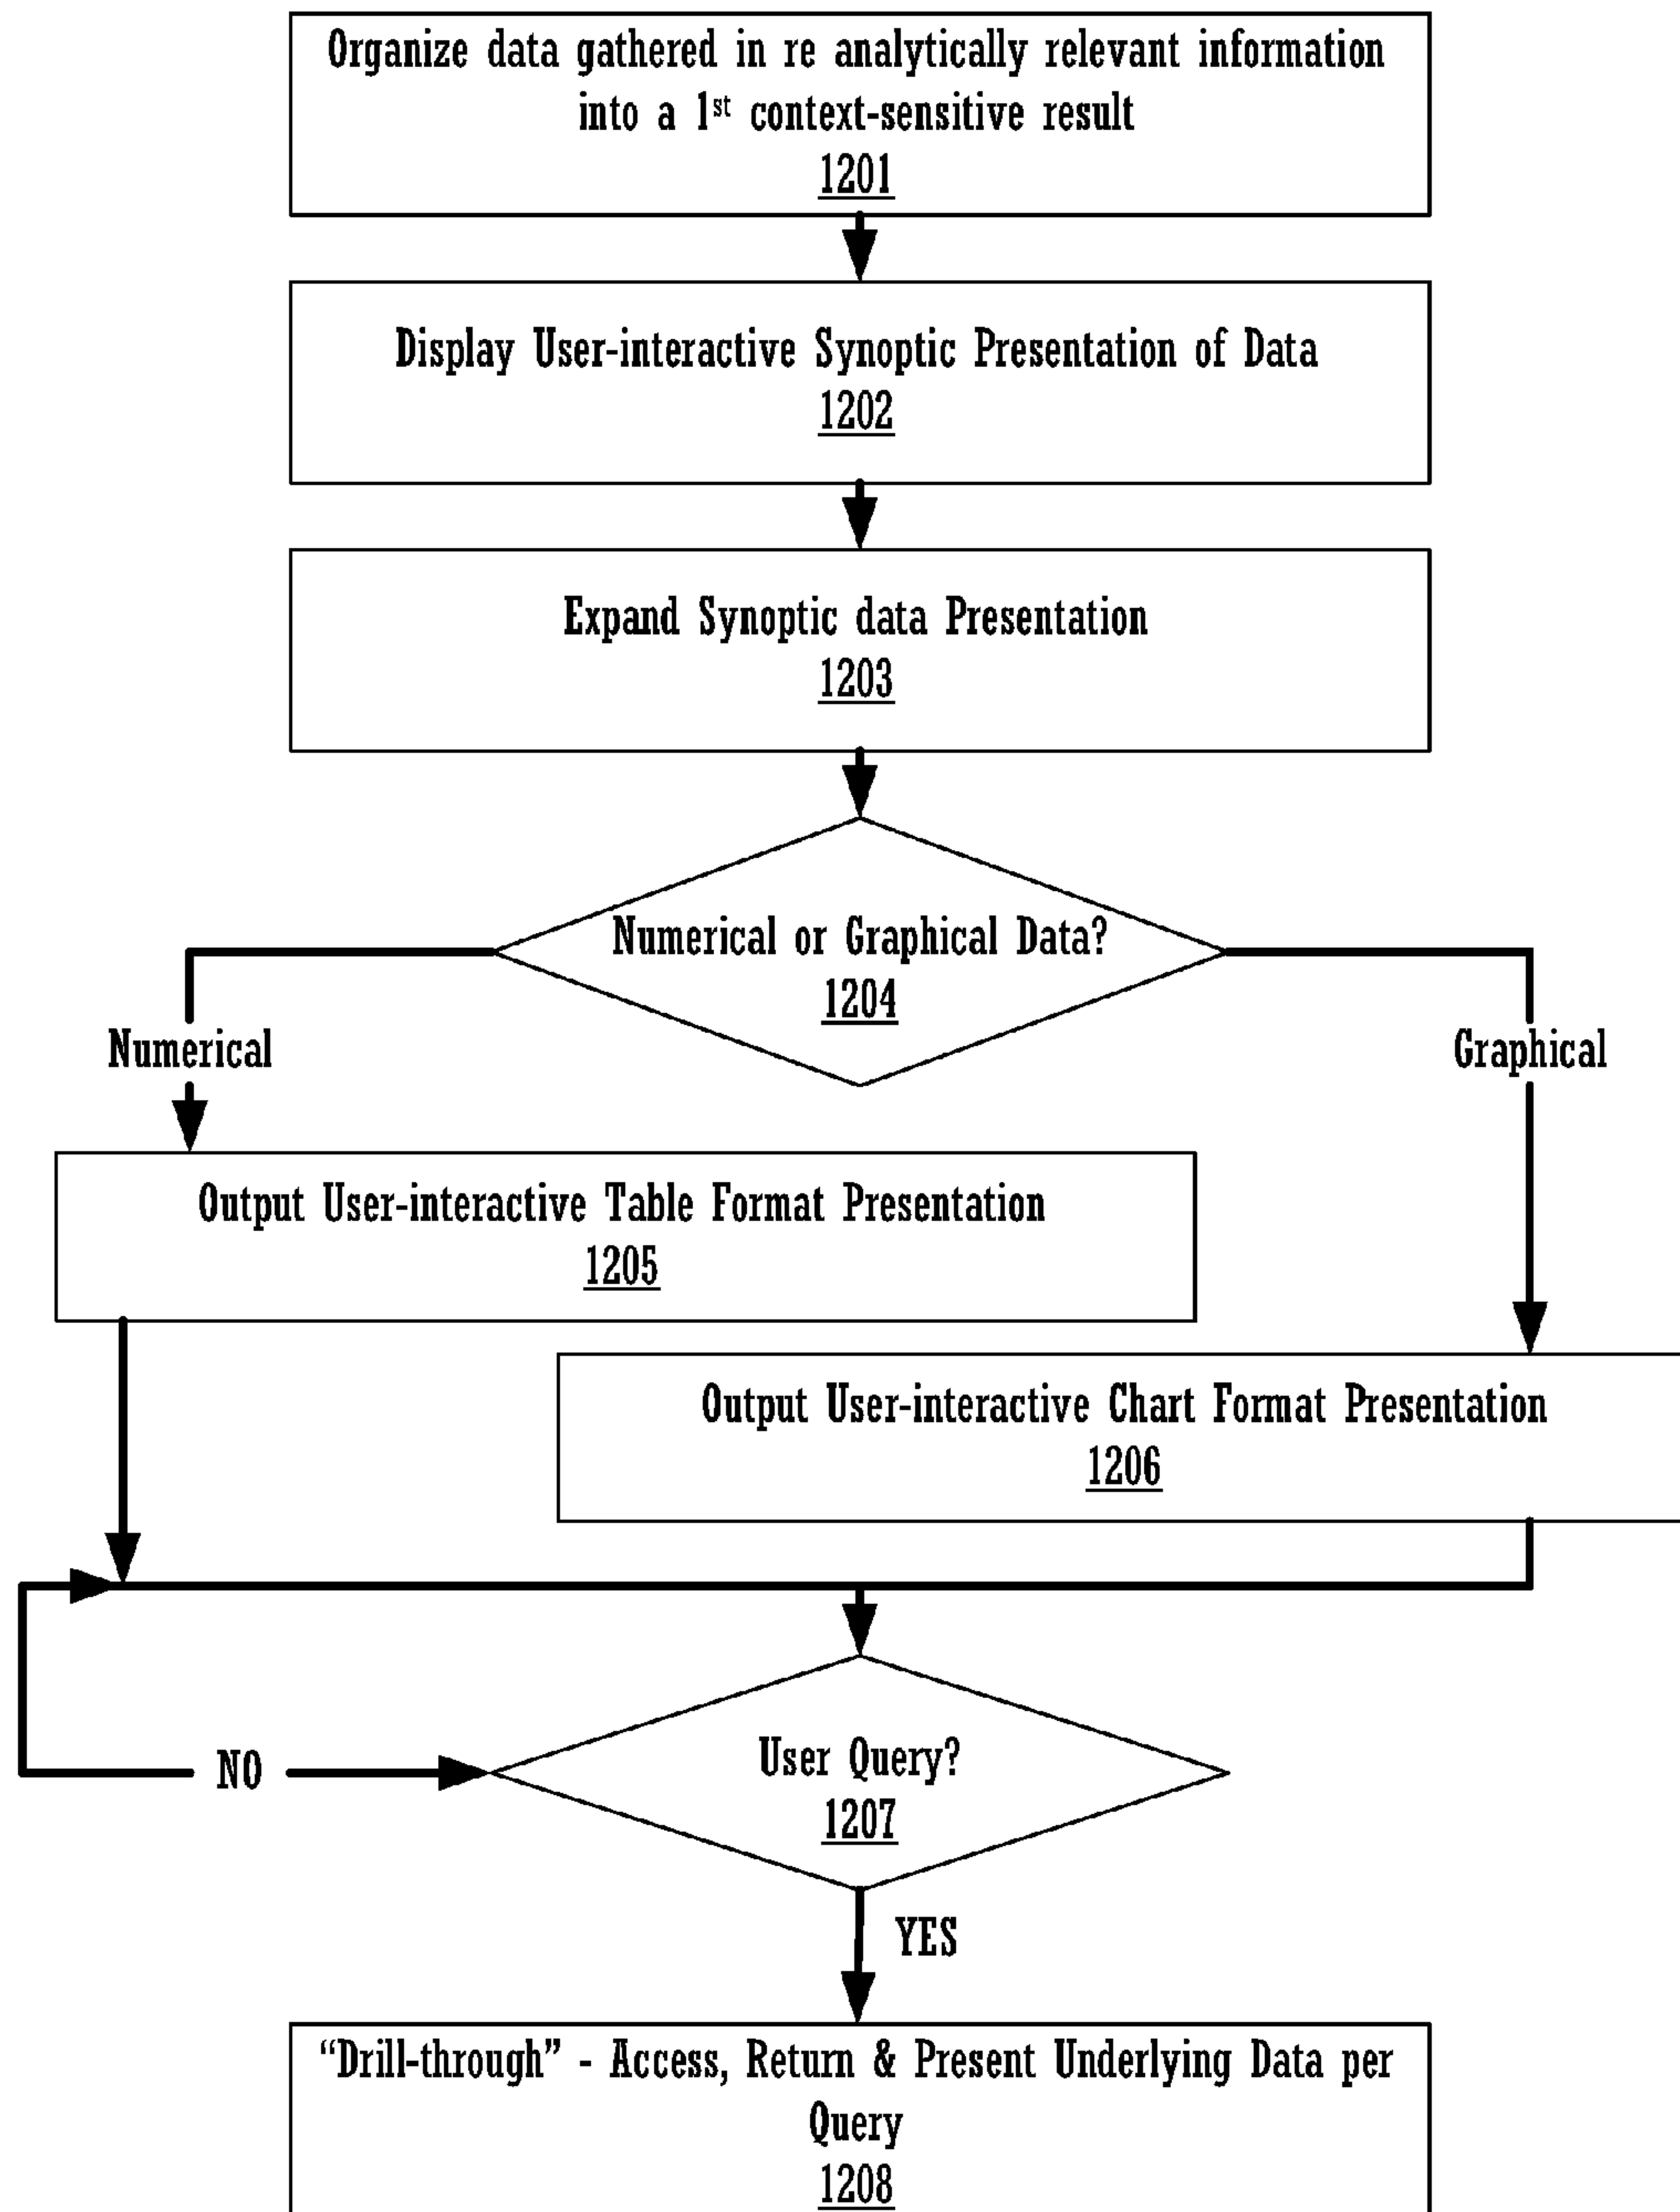 Organize data gathered in re analytically relevant information
into a 1st context-sensitive result
1201
Display User-interactive Synoptic Presentation of Data
1202
Expand Synoptic data Presentation
1203
Numerical or Graphical Data?
1204
Numerical
Graphical
Output User-interactive Table Format Presentation
1205
Output User-interactive Chart Format Presentation
1206
User Query?
1207
NO
YES
“Drill-through” - Access, Return & Present Underlying Data per
Query
1208